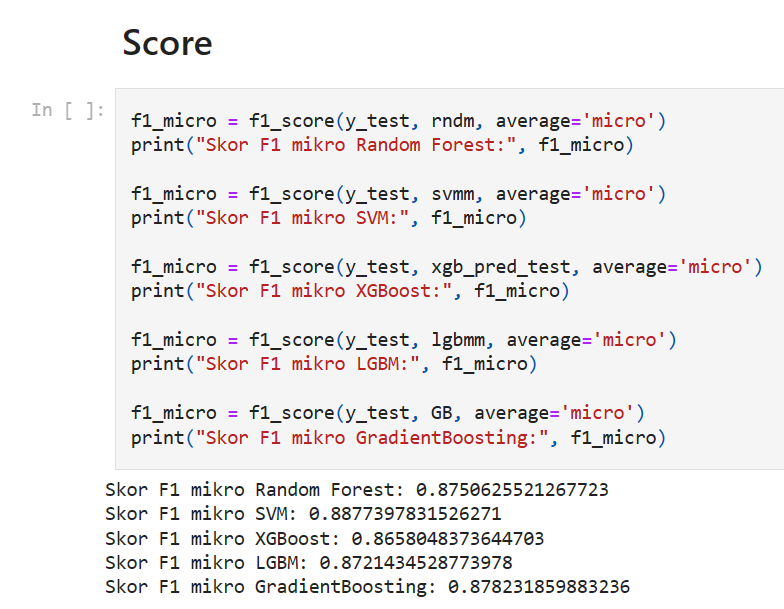 Score
In [ ]:
f1_micro = f1_score(y_test, rndm, average='micro')
print("Skor F1 mikro Random Forest:", f1_micro)
f1_micro = f1_score(y_test, svmm, average='micro')
print("Skor F1 mikro SVM:", f1_micro)
f1_micro = f1_score(y_test, xgb_pred_test, average='micro')
print("Skor F1 mikro XGBoost:", f1_micro)
f1_micro = f1_score(y_test, lgbmm, average='micro')
print("Skor F1 mikro LGBM:", f1_micro)
f1_micro = f1_score(y_test, GB, average='micro')
print("Skor F1 mikro GradientBoosting:", f1_micro)
Skor F1 mikro Random Forest: 0.8750625521267723
Skor F1 mikro SVM: 0.8877397831526271
Skor F1 mikro XGBoost: 0.8658048373644703
Skor F1 mikro LGBM: 0.8721434528773978
Skor F1 mikro GradientBoosting: 0.878231859883236